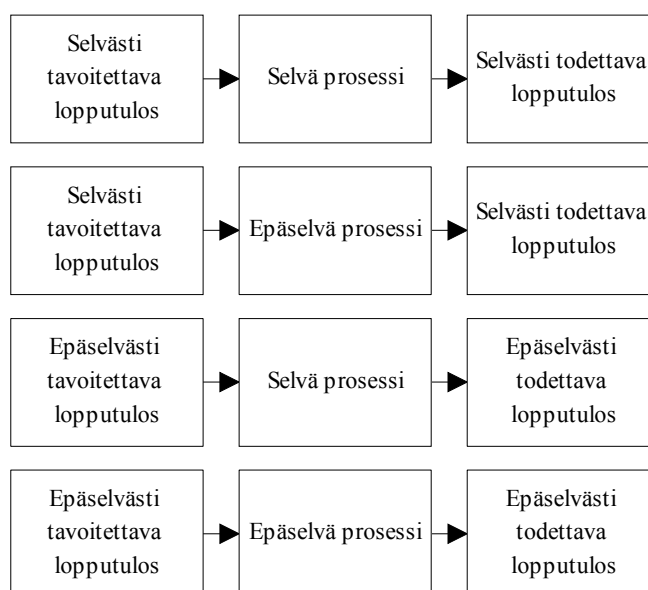 Selvästi
tavoitettava
lopputulos
Selvä prosessi
Selvästi todettava
lopputulos
Selvästi
tavoitettava
lopputulos
Epäselvä prosessi
Selvästi todettava
lopputulos
Epäselvästi
tavoitettava
lopputulos
Selvä prosessi
Epäselvästi
todettava
lopputulos
Epäselvästi
tavoitettava
lopputulos
Epäselvä prosessi
Epäselvästi
todettava
lopputulos